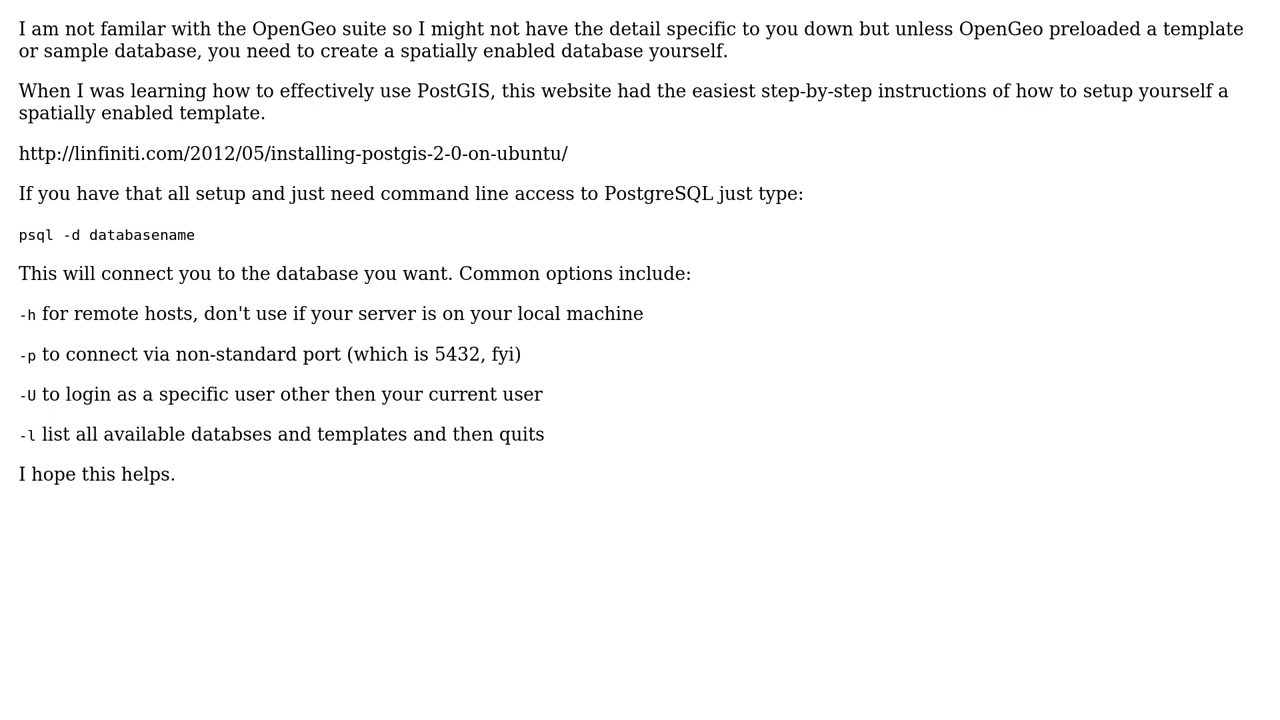 I am not familar with the OpenGeo suite so I might not have the detail specific to you down but unless OpenGeo preloaded a template
or sample database, you need to create a spatially enabled database yourself.
When I was learning how to effectively use PostGIS, this website had the easiest step-by-step instructions of how to setup yourself a
spatially enabled template.
http://linfiniti.com/2012/05/installing-postgis-2-0-on-ubuntu/
If you have that all setup and just need command line access to PostgreSQL just type:
psql -d databasename
This will connect you to the database you want. Common options include:
-h for remote hosts, don't use if your server is on your local machine
-p to connect via non-standard port (which is 5432, fyi)
-U to login as a specific user other then your current user
-l list all available databses and templates and then quits
I hope this helps.